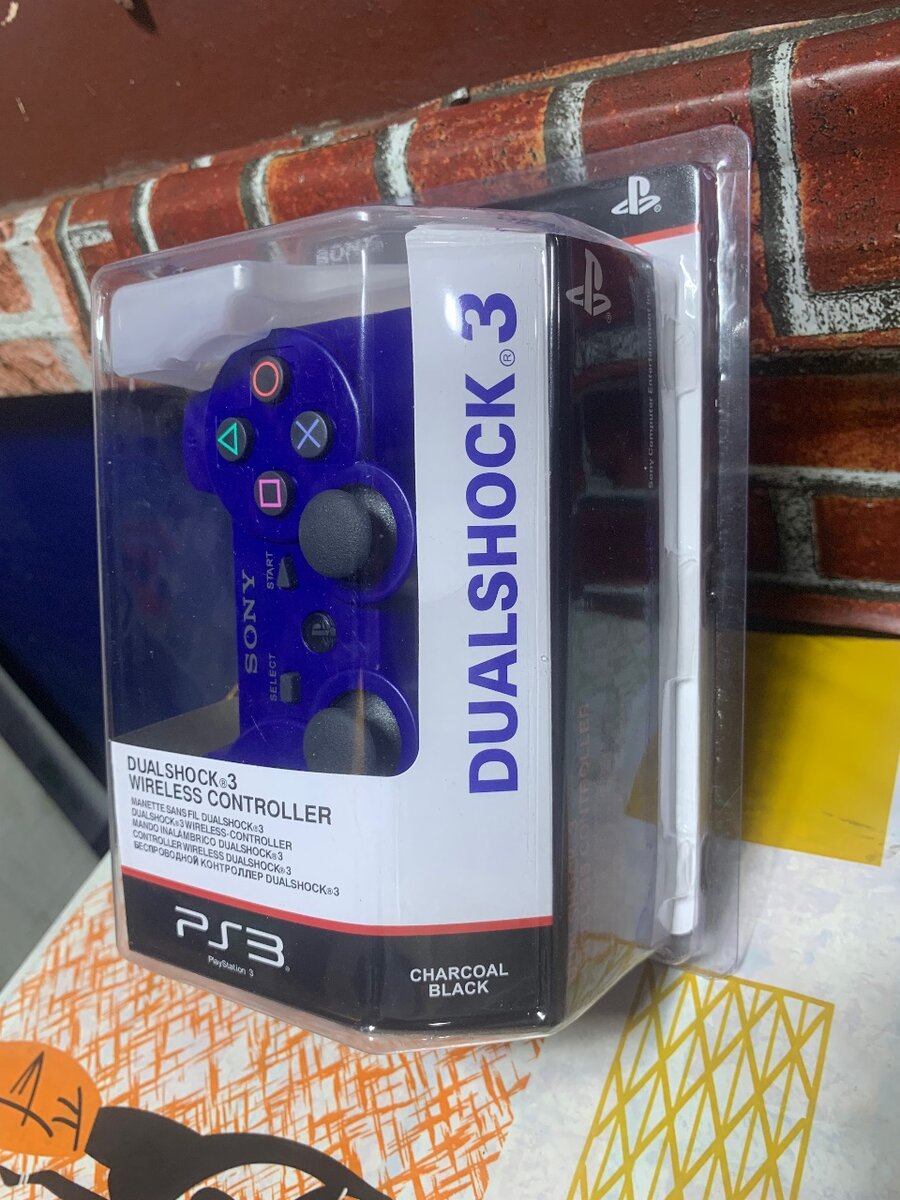 SONY
START
SELECT
SONY
DUALSHOCK®3
DUALSHOCK®3
WIRELESS CONTROLLER
MANETTE SANS FIL DUALSHOCK®3
DUALSHOCK®3 WIRELESS-CONTROLLER
MANDO INALÁMBRICO DUALSHOCK®3
CONTROLLER WIRELESS DUALSHOCK®3
БЕСПРОВОДНОЙ КОНТРОЛЛЕР DUALSHOCK®3
PS3®
PlayStation 3
CHARCOAL
BLACK
Sony Computer Entertainment